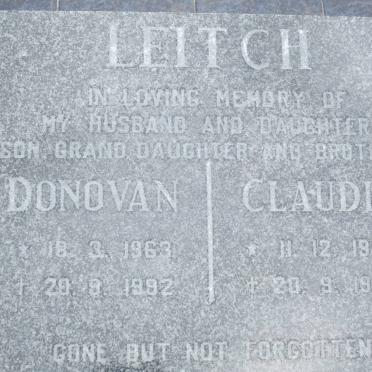 LEITCH
IN LOVING MEMORY OF
MY HUSBAND AND DAUGHTER
SON, GRAND DAUGHTER AND BROT
DONOVAN CLAUDI
* 18. 3. 1963 * 11. 12. 19
† 20. 9. 1992 † 20. 9. 19
GONE BUT NOT FORGOTTEN